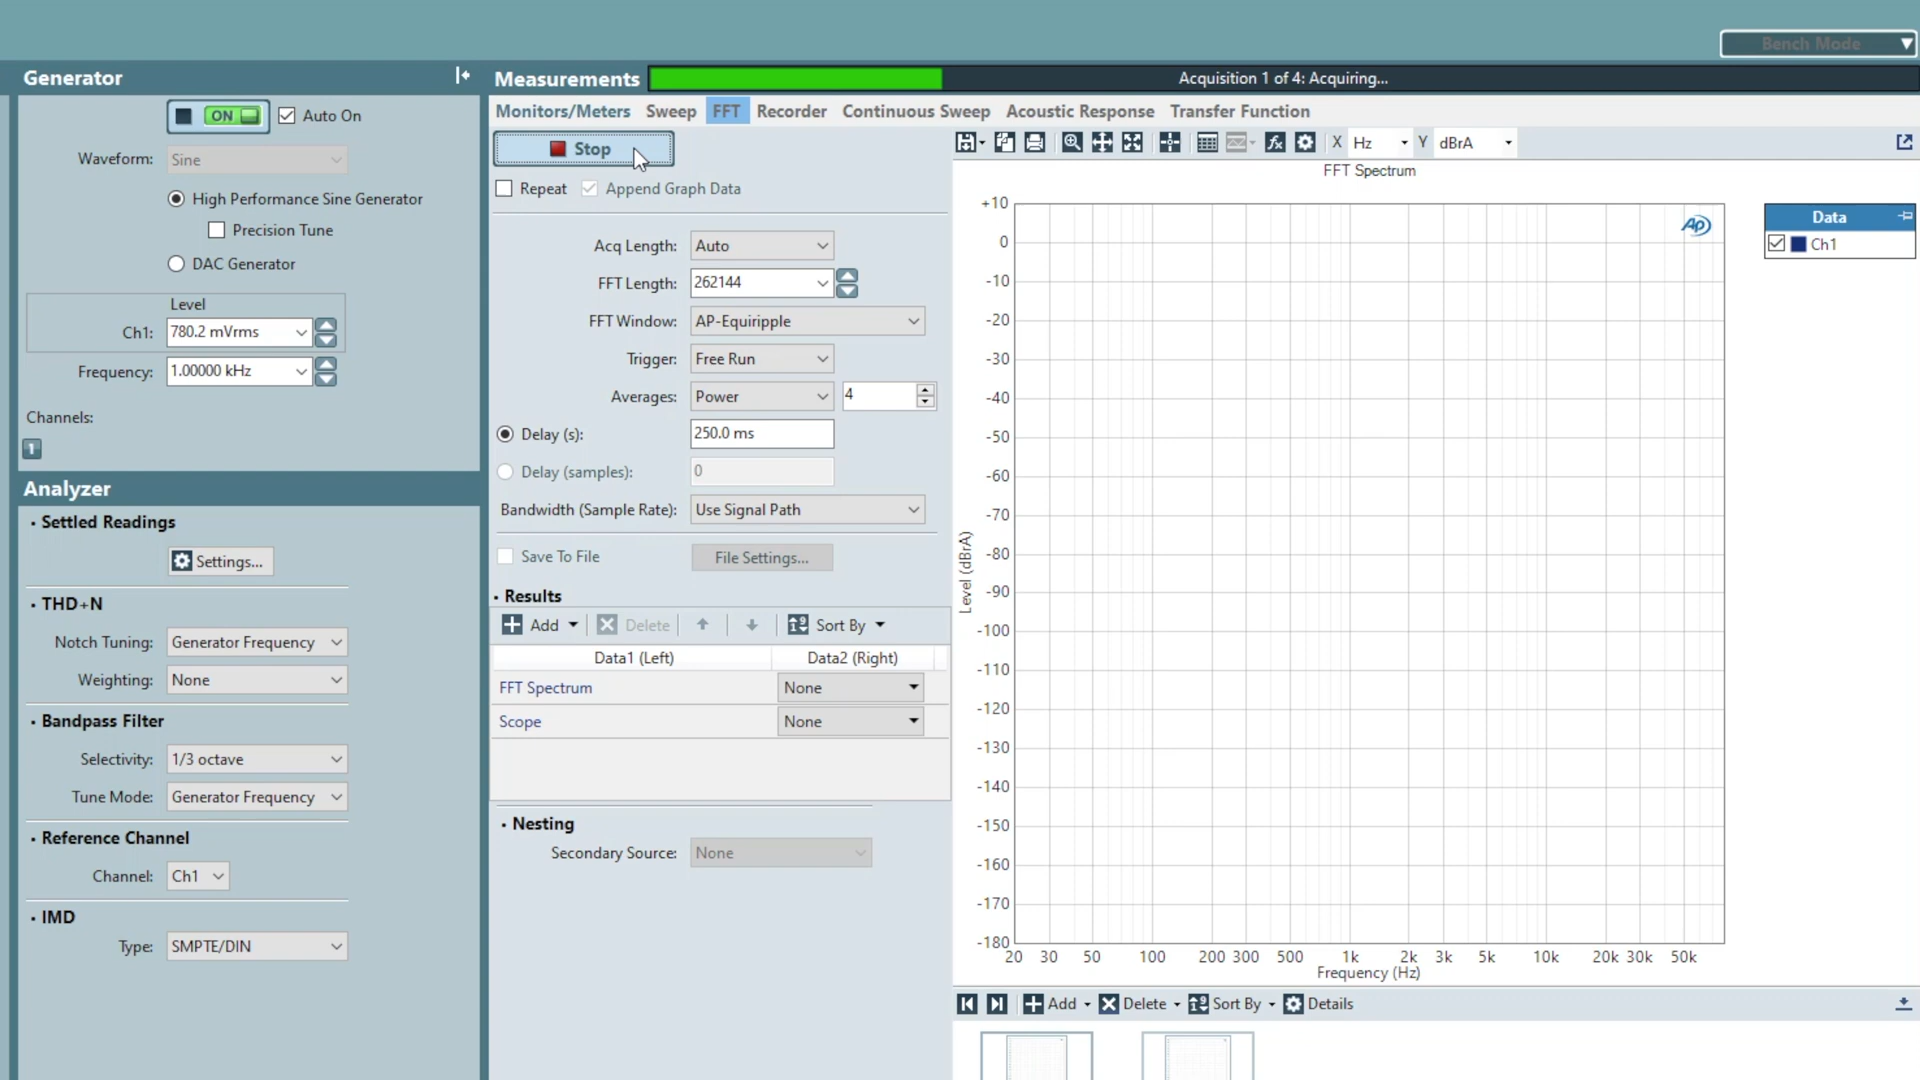 Bench Mode
Generator
Measurements
Acquisition 1 of 4: Acquiring...
ON
Auto On
Waveform: Sine
High Performance Sine Generator
Precision Tune
DAC Generator
Level
Ch1: 780.2 mVrms
Frequency: 1.00000 kHz
Channels:
1
Analyzer
Settled Readings
Settings...
THD+N
Notch Tuning: Generator Frequency
Weighting: None
Bandpass Filter
Selectivity: 1/3 octave
Tune Mode: Generator Frequency
Reference Channel
Channel: Ch1
IMD
Type: SMPTE/DIN
Monitors/Meters Sweep FFT Recorder Continuous Sweep Acoustic Response Transfer Function
Stop
Repeat Append Graph Data
Acq Length: Auto
FFT Length: 262144
FFT Window: AP-Equiripple
Trigger: Free Run
Averages: Power 4
Delay (s): 250.0 ms
Delay (samples): 0
Bandwidth (Sample Rate): Use Signal Path
Save To File File Settings...
Results
Add Delete Sort By
Data1 (Left) Data2 (Right)
FFT Spectrum None
Scope None
Nesting
Secondary Source: None
X Hz Y dBrA
FFT Spectrum
AP
Data
Ch1
+10
0
-10
-20
-30
-40
-50
-60
-70
-80
-90
-100
-110
-120
-130
-140
-150
-160
-170
-180
Level (dBrA)
20 30 50 100 200 300 500 1k 2k 3k 5k 10k 20k 30k 50k
Frequency (Hz)
Add Delete Sort By Details